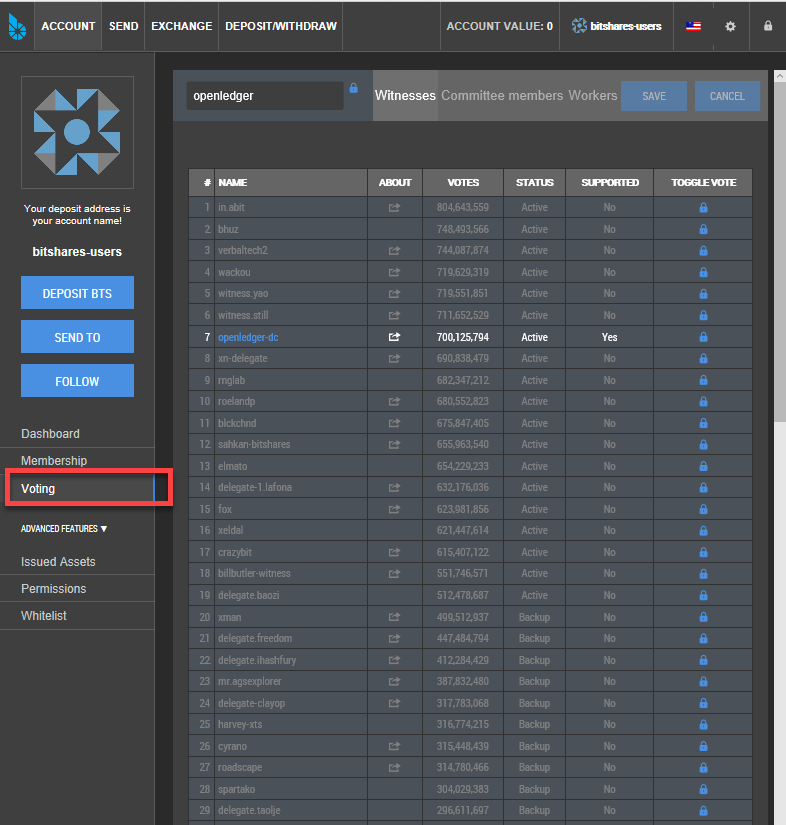 ACCOUNT SEND EXCHANGE DEPOSIT/WITHDRAW ACCOUNT VALUE: 0 bitshares-users
openledger Witnesses Committee members Workers SAVE CANCEL
Your deposit address is
your account name!
bitshares-users
DEPOSIT BTS
SEND TO
FOLLOW
Dashboard
Membership
Voting
ADVANCED FEATURES ▼
Issued Assets
Permissions
Whitelist
# NAME ABOUT VOTES STATUS SUPPORTED TOGGLE VOTE
1 in.abit 804,643,559 Active No
2 bhuz 748,493,566 Active No
3 verbaltech2 744,087,874 Active No
4 wackou 719,629,319 Active No
5 witness.yao 719,551,851 Active No
6 witness.still 711,652,529 Active No
7 openledger-dc 700,125,794 Active Yes
8 xn-delegate 690,838,479 Active No
9 rnglab 682,347,212 Active No
10 roelandp 680,552,823 Active No
11 blckchnd 675,847,405 Active No
12 sahkan-bitshares 655,963,540 Active No
13 elmato 654,229,233 Active No
14 delegate-1.lafona 632,176,036 Active No
15 fox 623,981,856 Active No
16 xeldal 621,447,614 Active No
17 crazybit 615,407,122 Active No
18 billbutler-witness 551,746,571 Active No
19 delegate.baozi 512,478,687 Active No
20 xman 499,512,937 Backup No
21 delegate.freedom 447,484,794 Backup No
22 delegate.ihashfury 412,284,429 Backup No
23 mr.agsexplorer 387,832,480 Backup No
24 delegate-clayop 317,783,068 Backup No
25 harvey-xts 316,774,215 Backup No
26 cyrano 315,448,439 Backup No
27 roadscape 314,780,466 Backup No
28 spartako 304,029,383 Backup No
29 delegate.taolje 296,611,697 Backup No